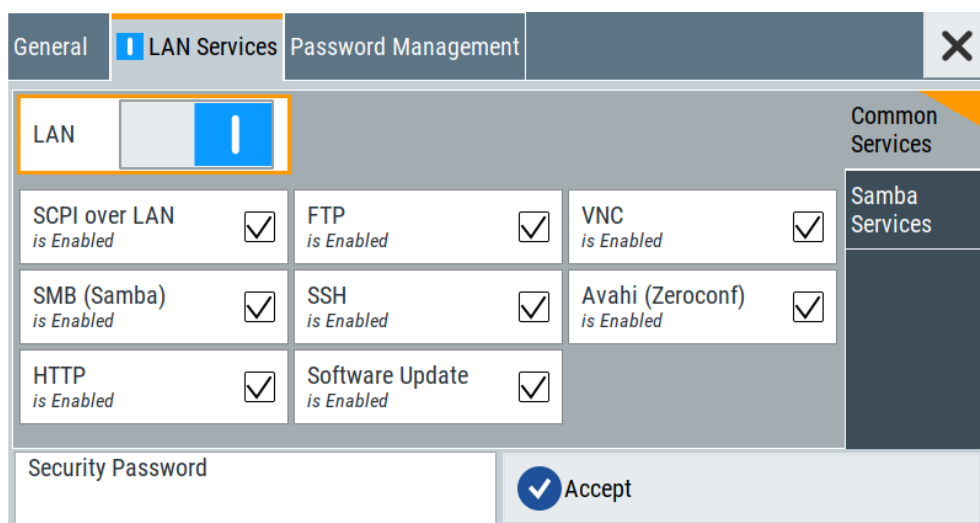 General
LAN Services
Password Management
LAN
Common
Services
Samba
Services
SCPI over LAN
is Enabled
FTP
is Enabled
VNC
is Enabled
SMB (Samba)
is Enabled
SSH
is Enabled
Avahi (Zeroconf)
is Enabled
HTTP
is Enabled
Software Update
is Enabled
Security Password
Accept